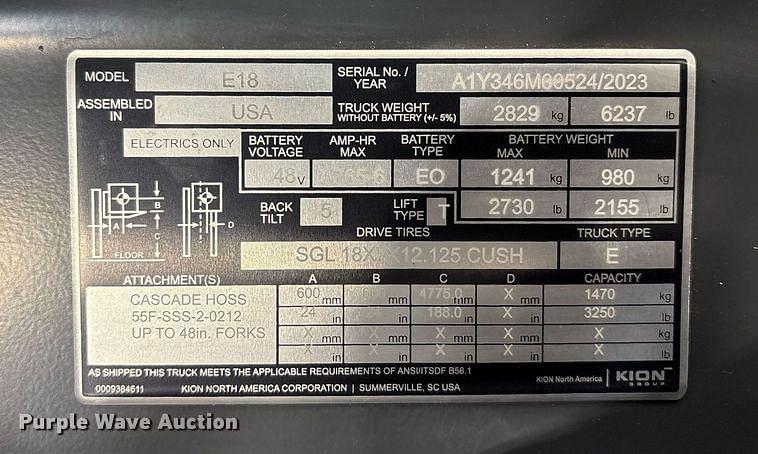 MODEL E18 SERIAL No. / YEAR A1Y346M00524/2023
ASSEMBLED IN USA TRUCK WEIGHT WITHOUT BATTERY (+/- 5%) 2829 kg 6237 lb
ELECTRICS ONLY BATTERY VOLTAGE AMP-HR MAX BATTERY TYPE BATTERY WEIGHT
MAX MIN
48 V EO 1241 kg 980 kg
BACK TILT 5 LIFT TYPE T 2730 lb 2155 lb
A B C D FLOOR
DRIVE TIRES TRUCK TYPE
SGL 18X X12.125 CUSH E
ATTACHMENT(S) A B C D CAPACITY
CASCADE HOSS 600 mm mm 4775.0 mm X mm 1470 kg
55F-SSS-2-0212 24 in in 188.0 in X in 3250 lb
UP TO 48in. FORKS X mm X mm X mm X mm X kg
X in X in X in X in X lb
AS SHIPPED THIS TRUCK MEETS THE APPLICABLE REQUIREMENTS OF ANSI/ITSDF B56.1
0009384611 KION NORTH AMERICA CORPORATION | SUMMERVILLE, SC USA
KION North America | KION GROUP
Purple Wave Auction